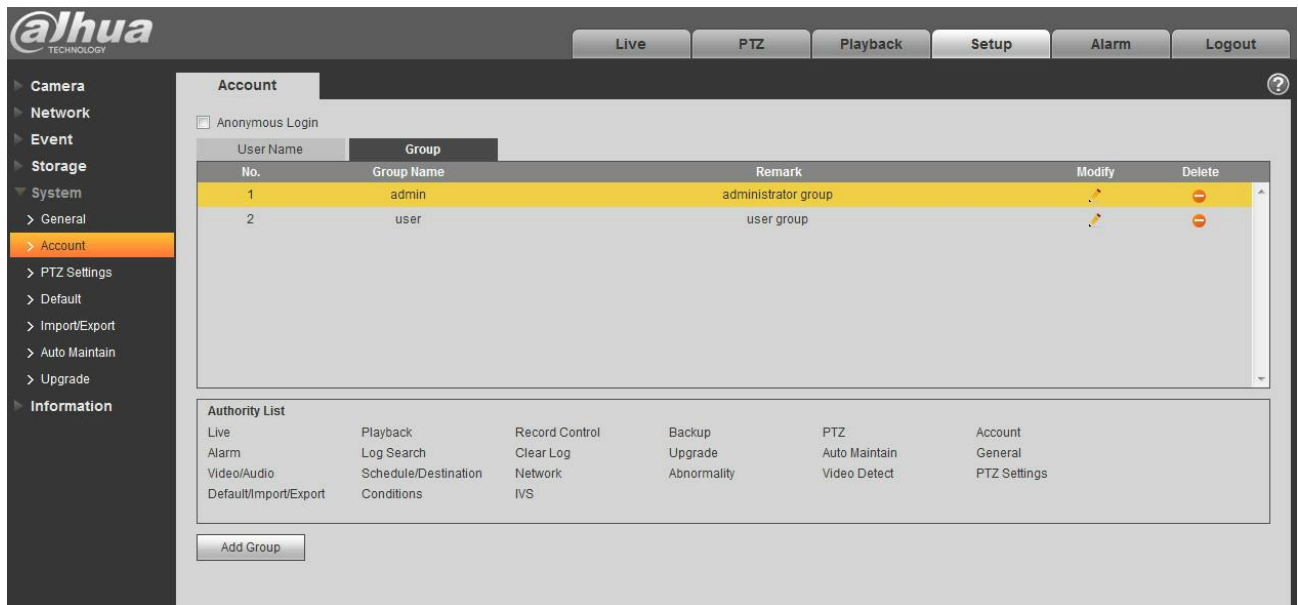 alhua
TECHNOLOGY
Live PTZ Playback Setup Alarm Logout
Camera
Network
Event
Storage
System
General
Account
PTZ Settings
Default
Import/Export
Auto Maintain
Upgrade
Information
Account
?
Anonymous Login
User Name Group
No. Group Name Remark Modify Delete
1 admin administrator group
2 user user group
Authority List
Live Playback Record Control Backup PTZ Account
Alarm Log Search Clear Log Upgrade Auto Maintain General
Video/Audio Schedule/Destination Network Abnormality Video Detect PTZ Settings
Default/Import/Export Conditions IVS
Add Group